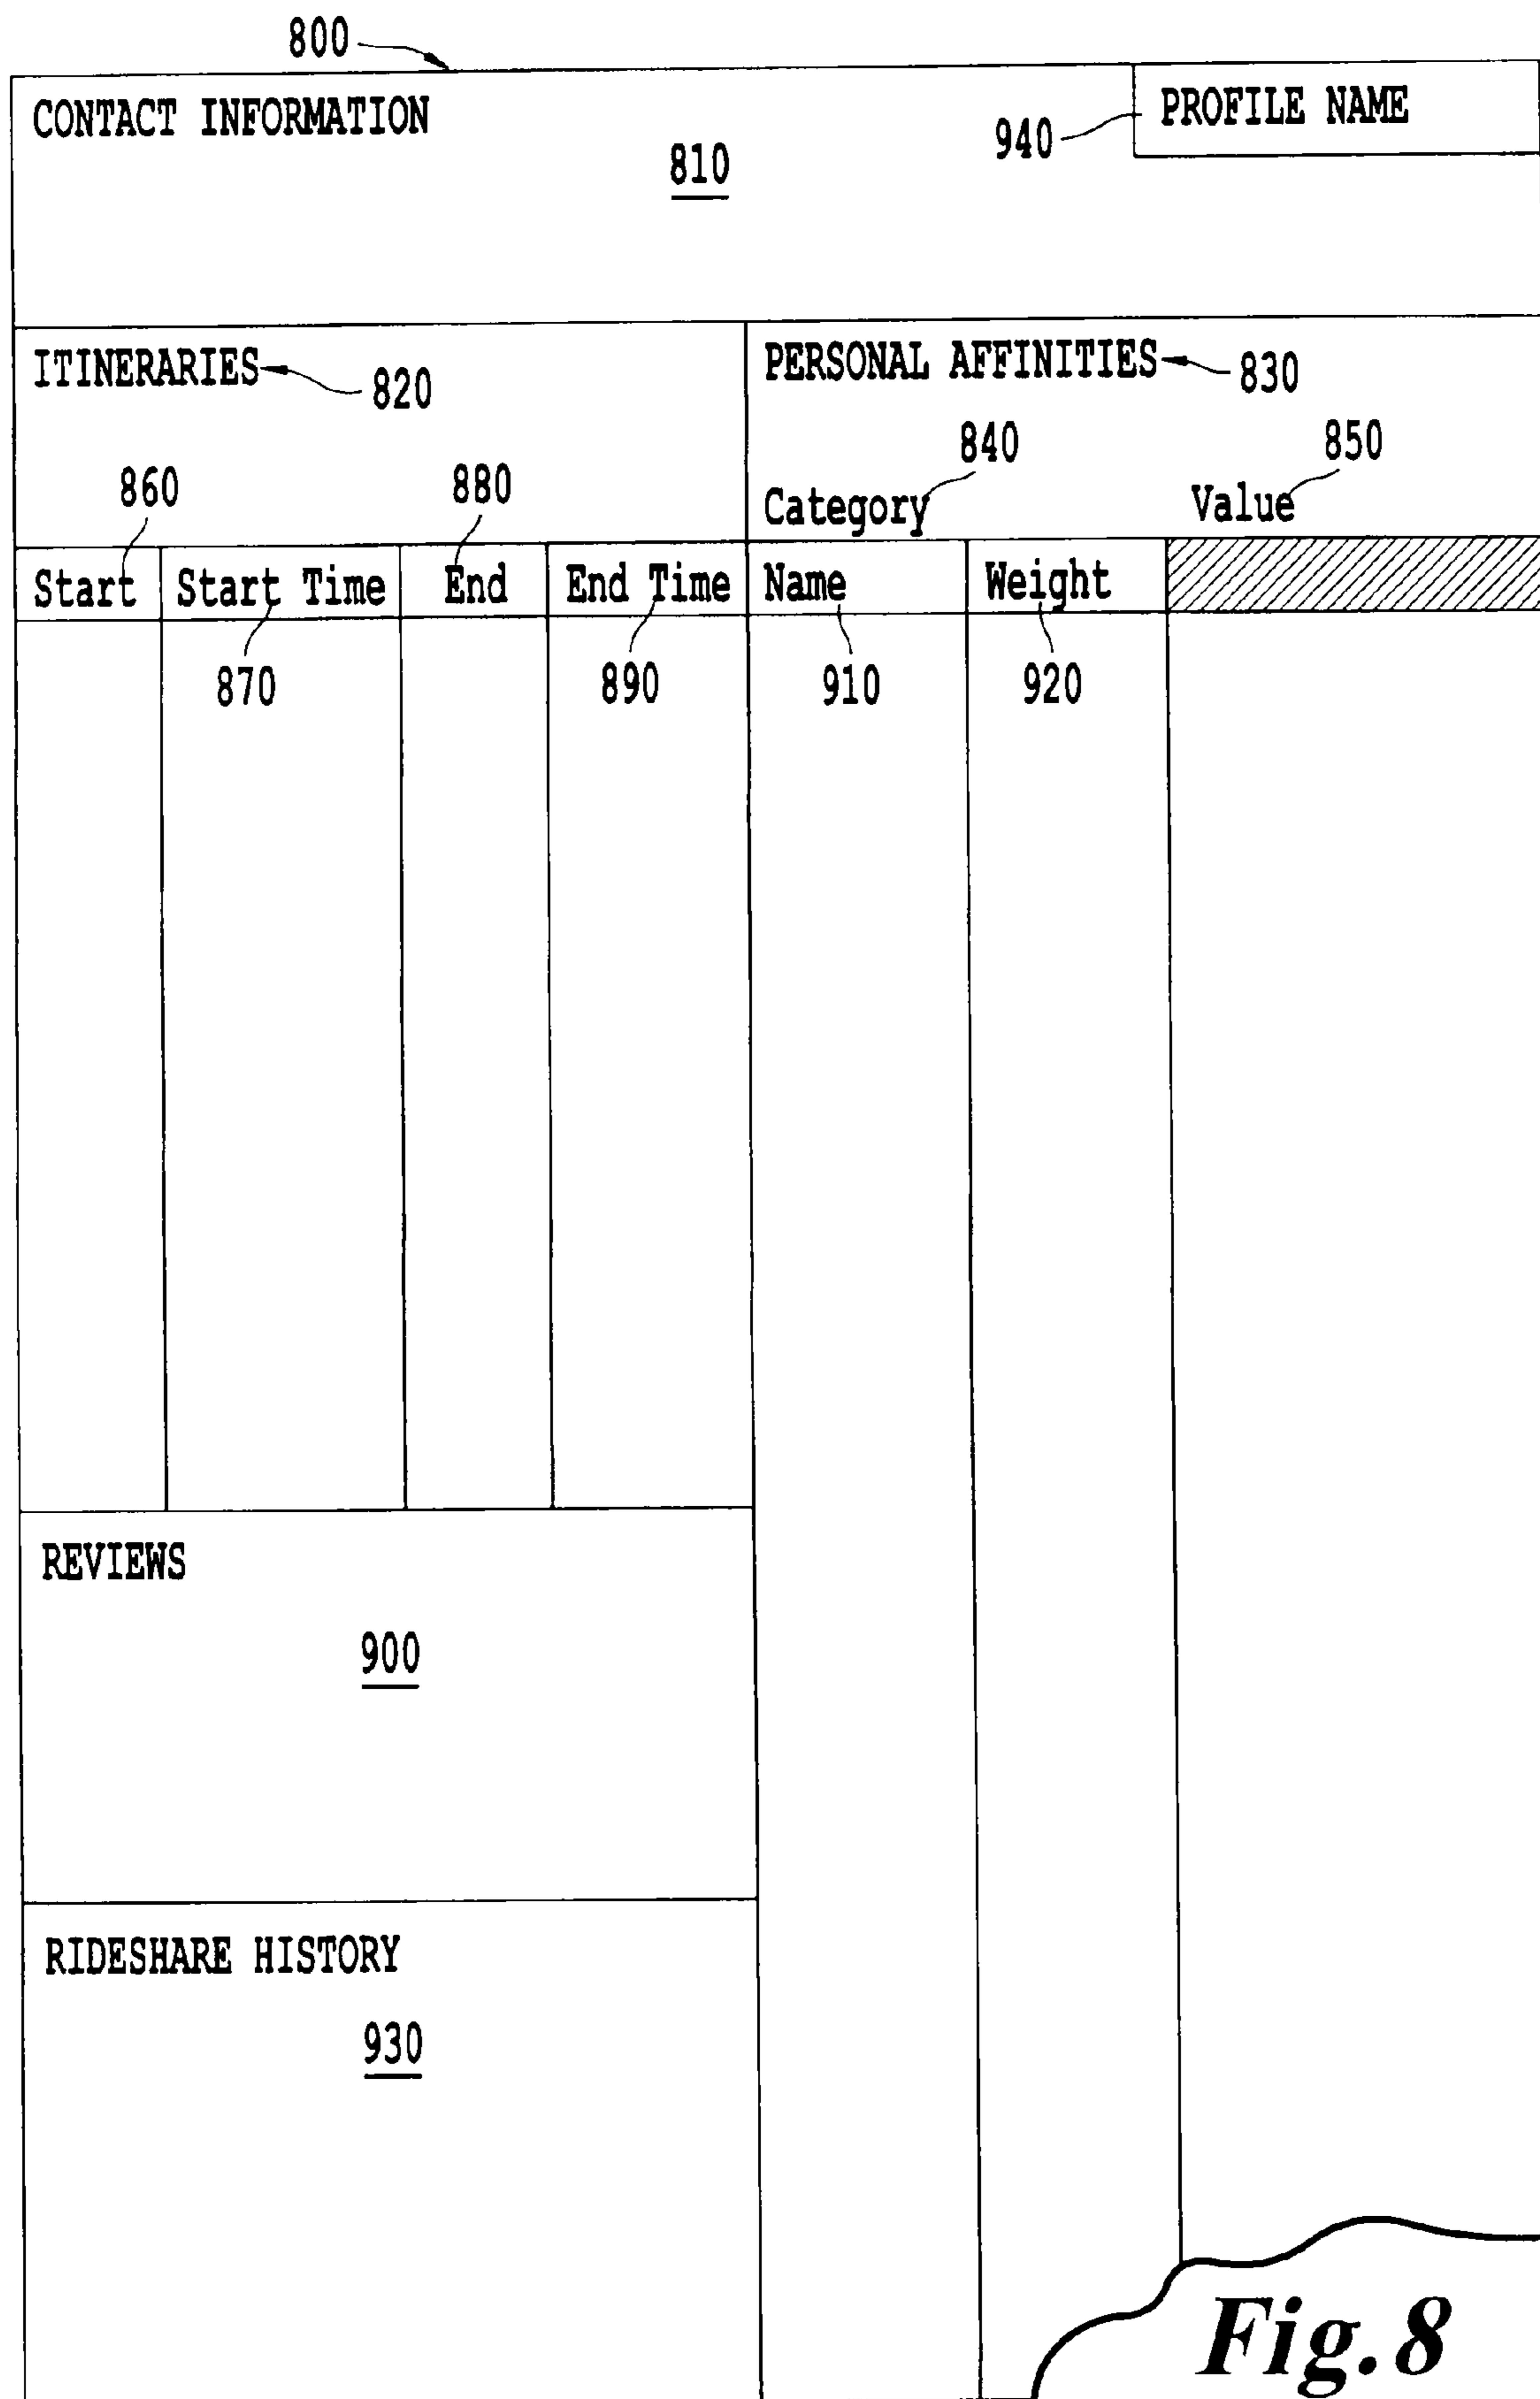 800
CONTACT INFORMATION
PROFILE NAME
940
810
ITINERARIES
820
PERSONAL AFFINITIES
830
840
850
860
880
Category
Value
Start
Start Time
End
End Time
Name
Weight
870
890
910
920
REVIEWS
900
RIDESHARE HISTORY
930
Fig.8